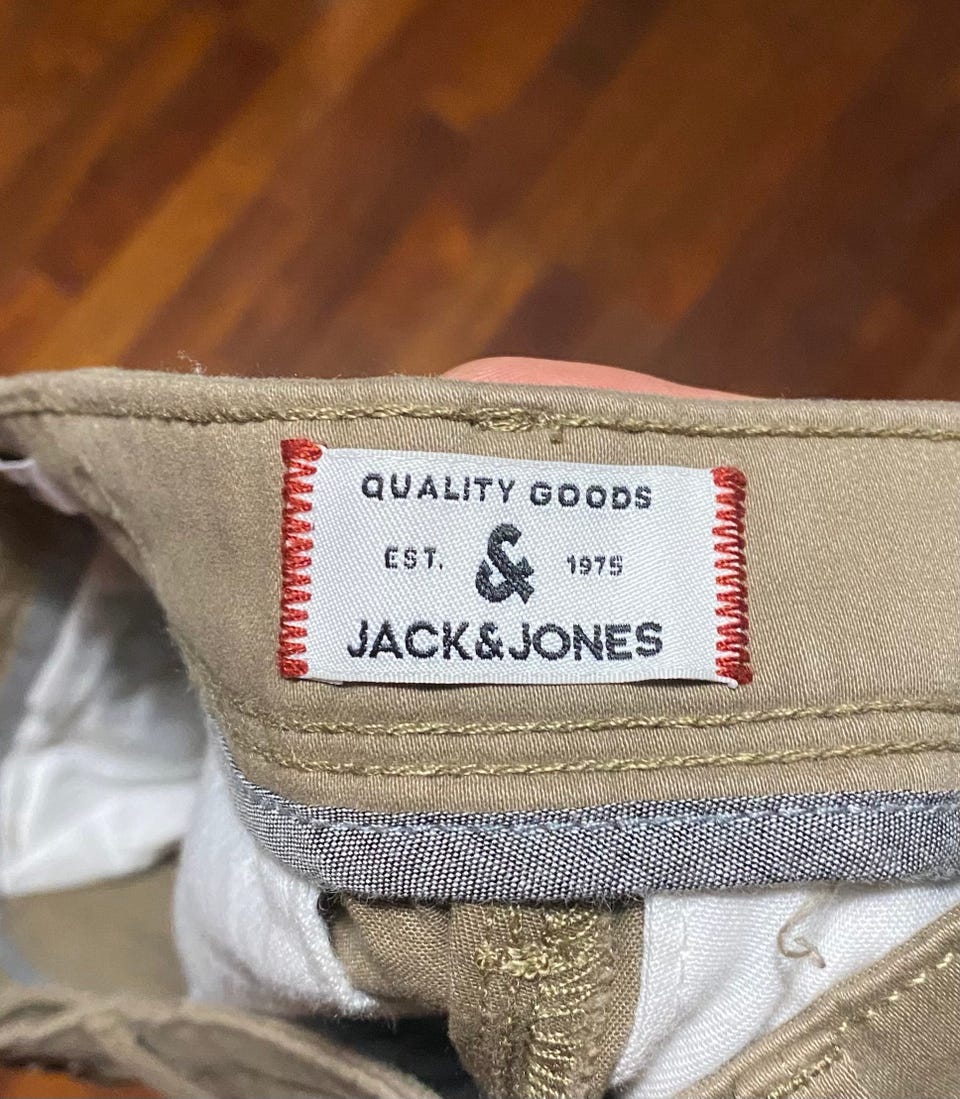 QUALITY GOODS
EST. & 1975
JACK&JONES